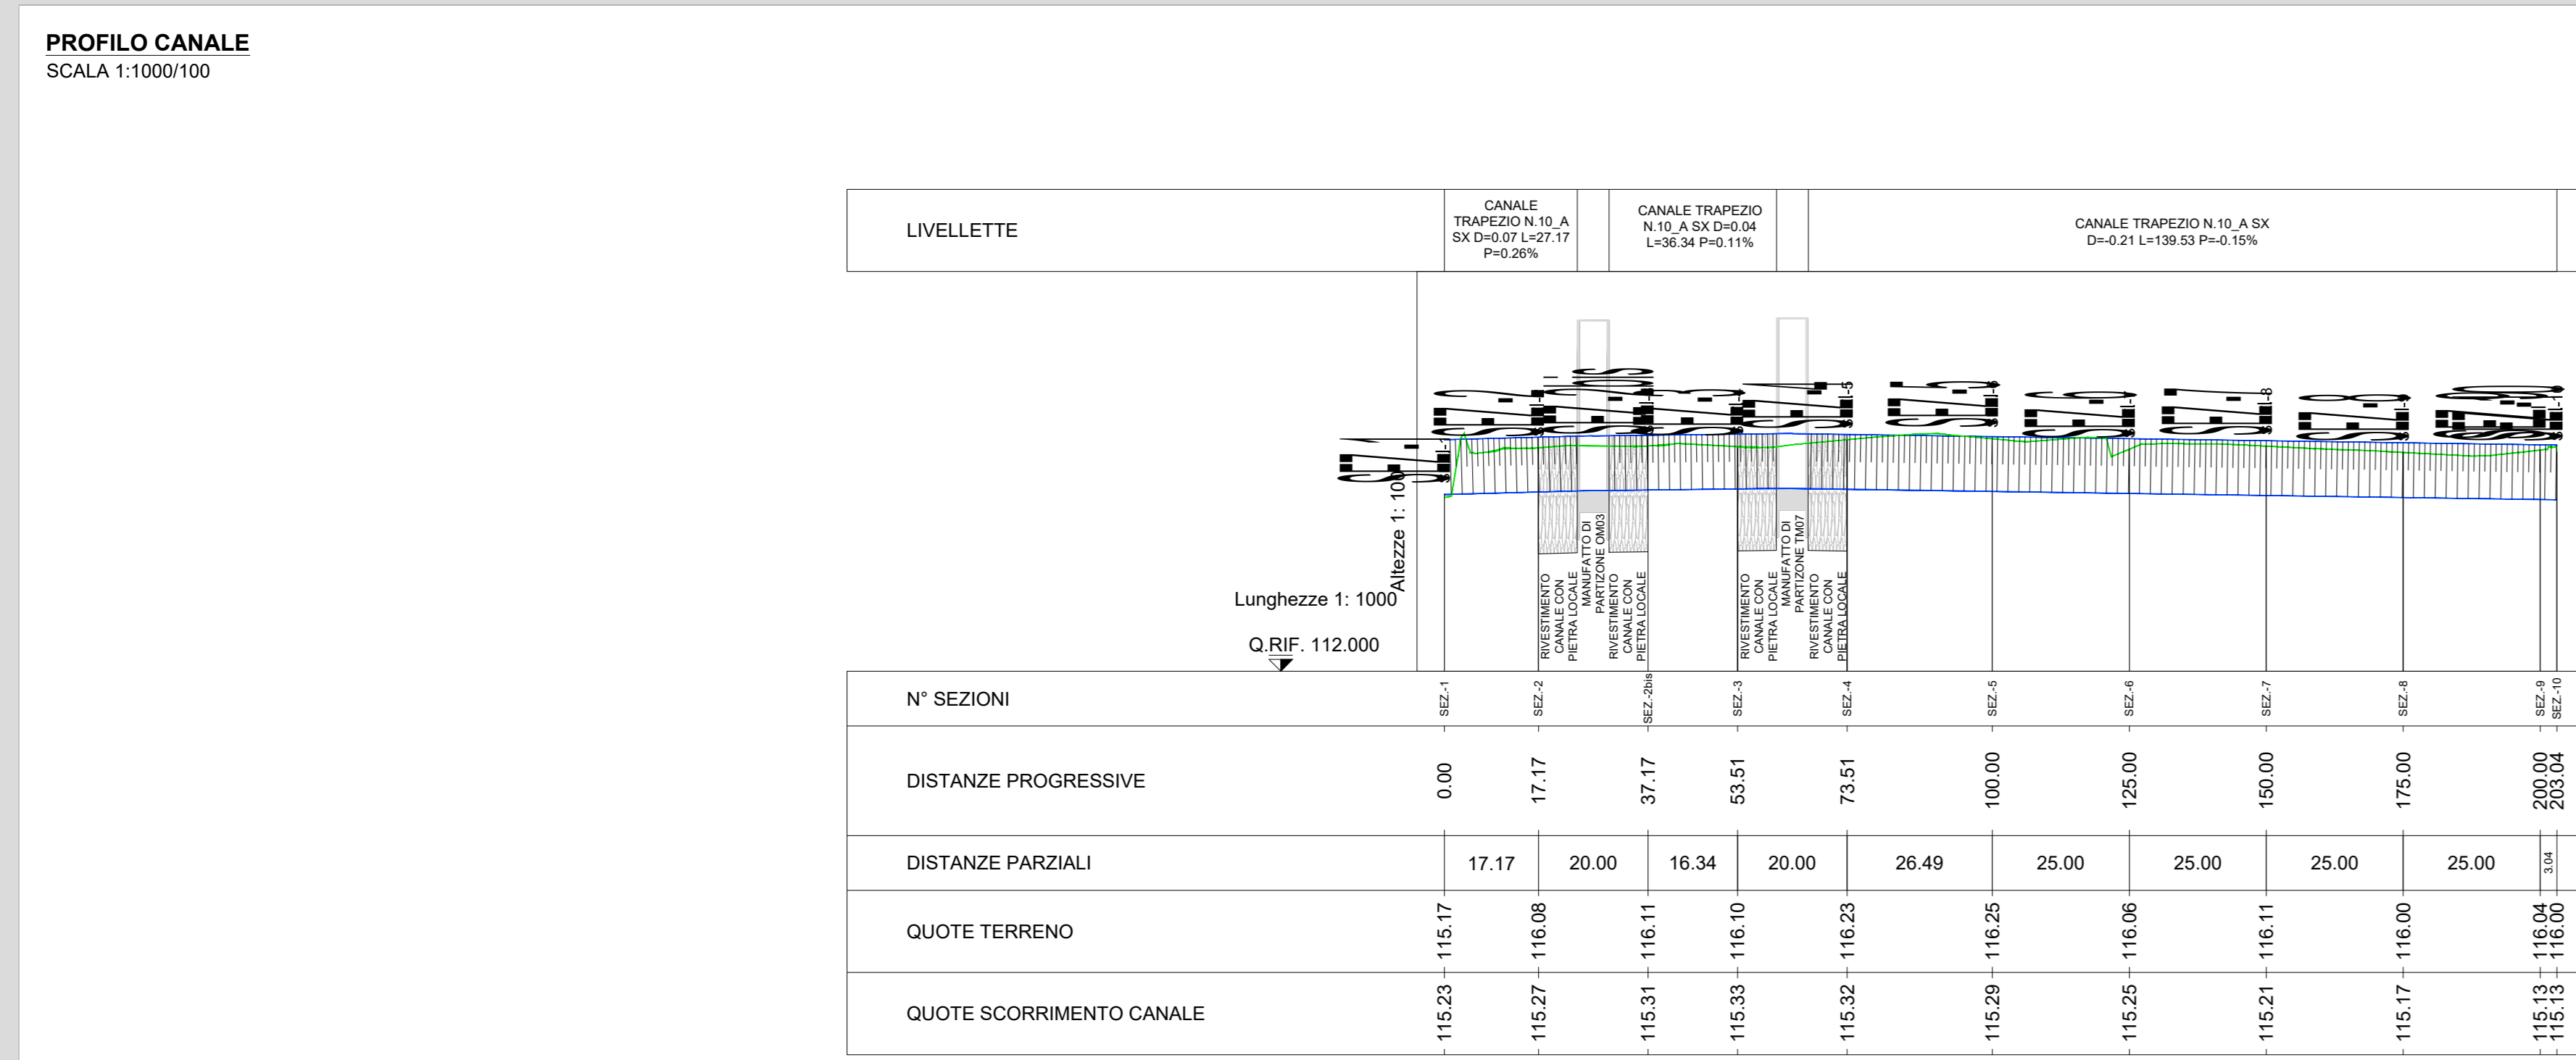 PROFILO CANALE
SCALA 1:1000/100
LIVELLETTE
CANALE
TRAPEZIO N.10_A
SX D=0.07 L=27.17
P=0.26%
CANALE TRAPEZIO
N.10_A SX D=0.04
L=36.34 P=0.11%
CANALE TRAPEZIO N.10_A SX
D=-0.21 L=139.53 P=-0.15%
Altezze 1: 100
Lunghezze 1: 1000
Q.RIF. 112.000
RIVESTIMENTO
CANALE CON
PIETRA LOCALE
MANUFATTO DI
PARTIZONE OM03
RIVESTIMENTO
CANALE CON
PIETRA LOCALE
RIVESTIMENTO
CANALE CON
PIETRA LOCALE
MANUFATTO DI
PARTIZONE TM07
RIVESTIMENTO
CANALE CON
PIETRA LOCALE
N° SEZIONI
SEZ.-1
SEZ.-2
SEZ.-2bis
SEZ.-3
SEZ.-4
SEZ.-5
SEZ.-6
SEZ.-7
SEZ.-8
SEZ.-9
SEZ.-10
DISTANZE PROGRESSIVE
0.00
17.17
37.17
53.51
73.51
100.00
125.00
150.00
175.00
200.00
203.04
DISTANZE PARZIALI
17.17
20.00
16.34
20.00
26.49
25.00
25.00
25.00
25.00
3.04
QUOTE TERRENO
115.17
116.08
116.11
116.10
116.23
116.25
116.06
116.11
116.00
116.04
116.00
QUOTE SCORRIMENTO CANALE
115.23
115.27
115.31
115.33
115.32
115.29
115.25
115.21
115.17
115.13
115.13